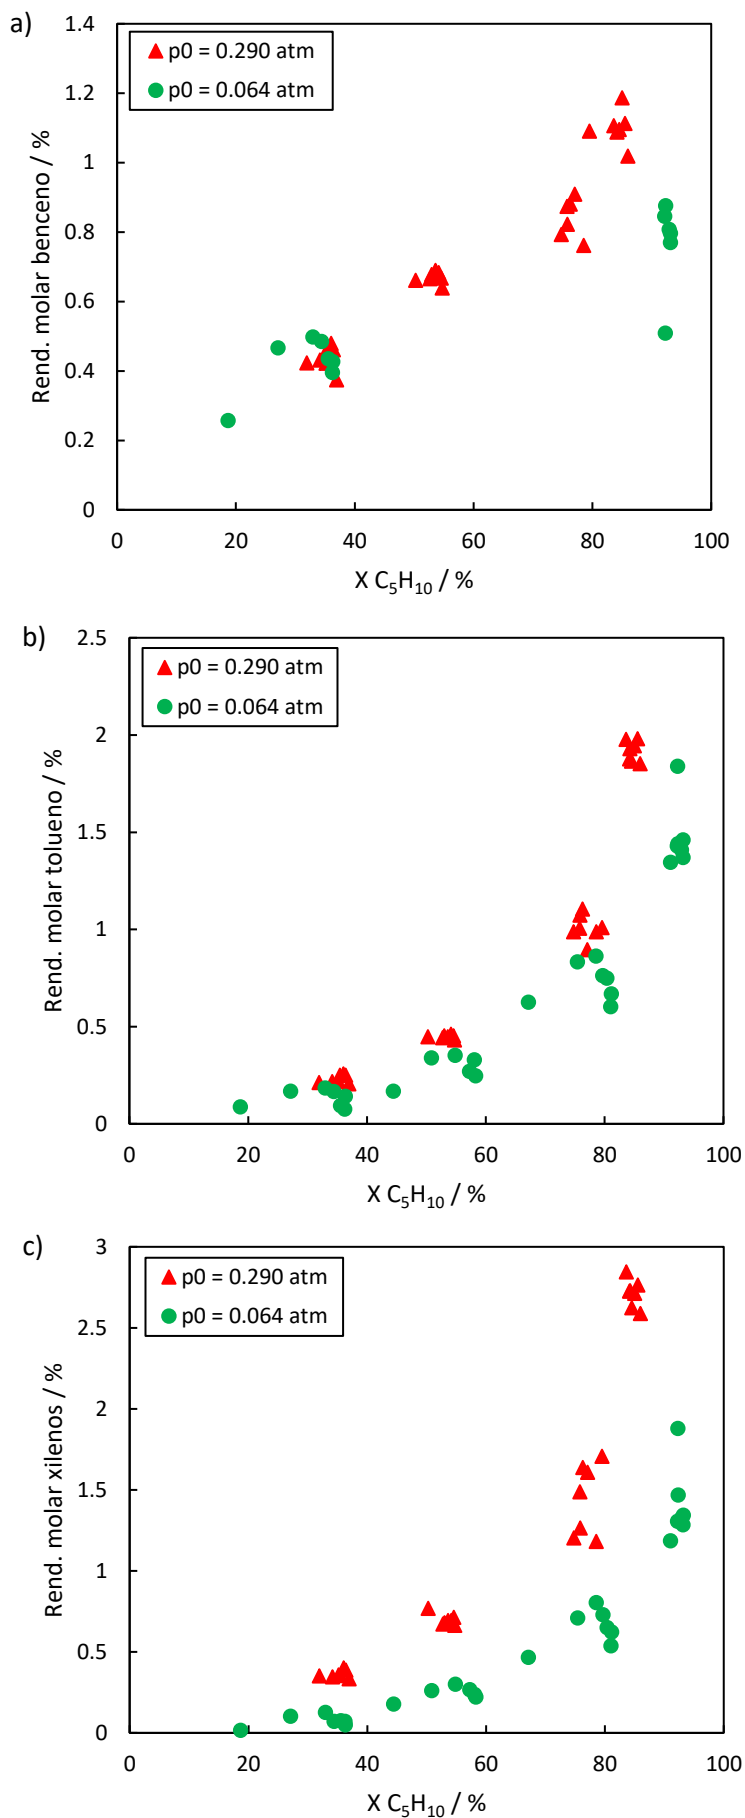 a)
1.4
1.2
1
0.8
0.6
0.4
0.2
0
Rend. molar benceno / %
p0 = 0.290 atm
p0 = 0.064 atm
0 20 40 60 80 100
X C₅H₁₀ / %
b)
2.5
2
1.5
1
0.5
0
Rend. molar tolueno / %
p0 = 0.290 atm
p0 = 0.064 atm
0 20 40 60 80 100
X C₅H₁₀ / %
c)
3
2.5
2
1.5
1
0.5
0
Rend. molar xilenos / %
p0 = 0.290 atm
p0 = 0.064 atm
0 20 40 60 80 100
X C₅H₁₀ / %